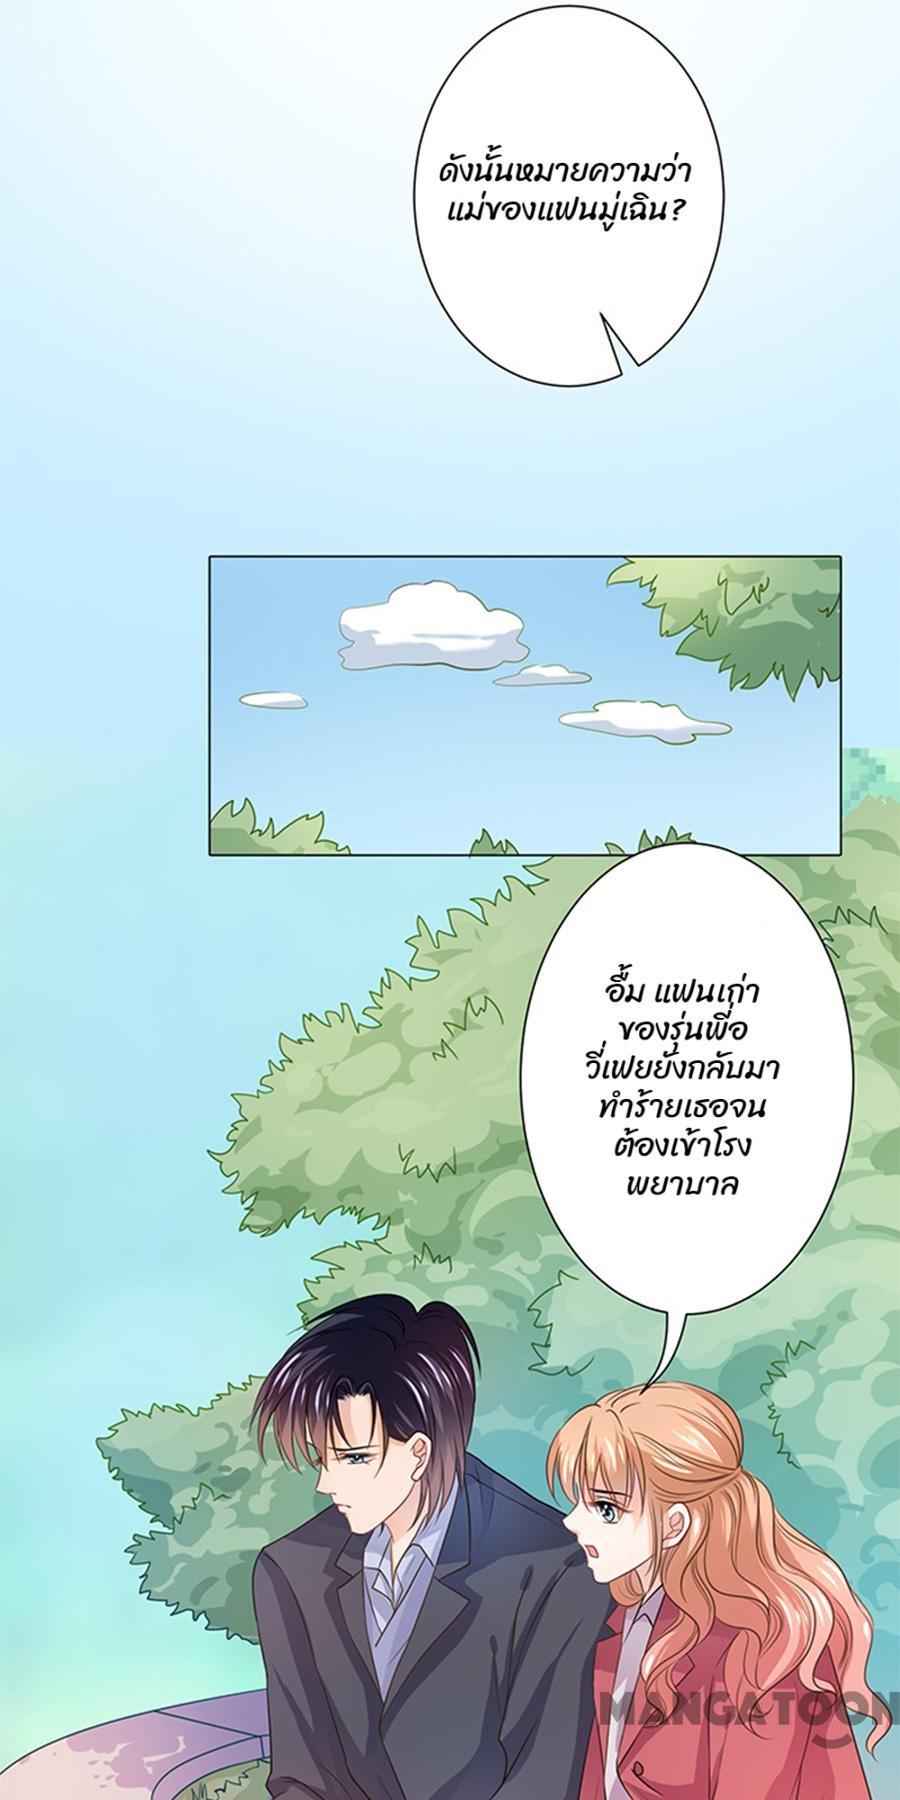 ดังนั้นหมายความว่า
แม่ของแฟนมู่เฉิน?
อื้ม แฟนเก่า
ของรุ่นพี่อ
วี่เฟยยังกลับมา
ทำร้ายเธอจน
ต้องเข้าโรง
พยาบาล
MANGATOON